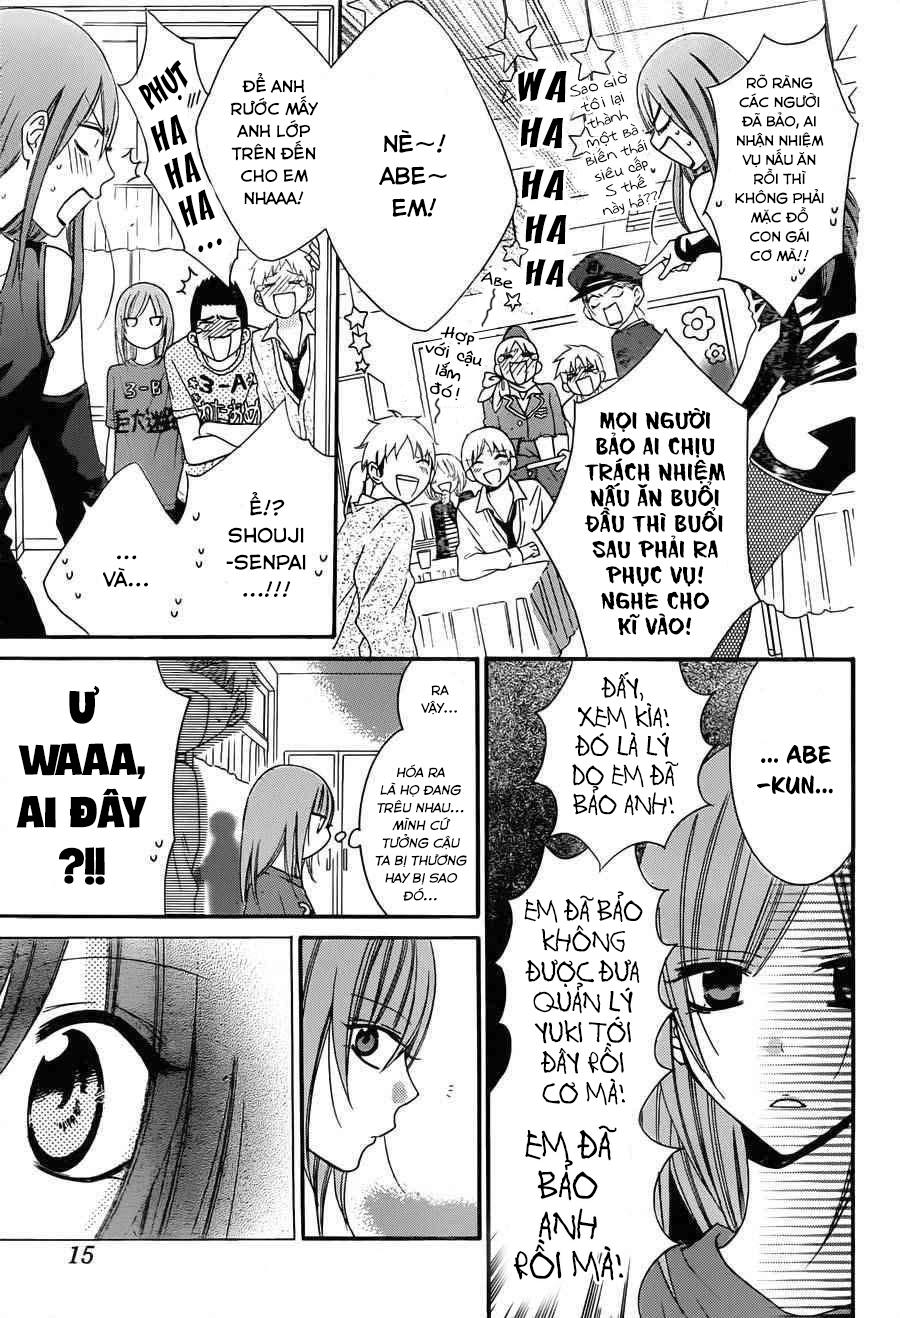 RÕ RÀNG
CÁC NGƯỜI
ĐÃ BẢO, AI
NHẬN NHIỆM
VỤ NẤU ĂN
RỒI THÌ
KHÔNG PHẢI
MẶC ĐỒ
CON GÁI
CƠ MÀ!!
Sao Giờ
tôi lại
thành
một Bà
Biến thái
siêu cấp
S thế
này hả??
WA
HA
HA
HA
HA
MỌI NGƯỜI
BẢO AI CHỊU
TRÁCH NHIỆM
NẤU ĂN BUỔI
ĐẦU THÌ BUỔI
SAU PHẢI RA
PHỤC VỤ!
NGHE CHO
KĨ VÀO!
ABE
Hợp
với cậu
lắm
đó!
NÈ~!
ABE~
EM!
ĐỂ ANH
RƯỚC MẤY
ANH LỚP
TRÊN ĐẾN
CHO EM
NHAAA!
PHỤT
HA
HA
HA
...
3-A
3-B
巨大迷路
Ể!?
SHOUJI
-SENPAI
...!!!
...
VÀ...
... ABE
-KUN...
ĐẤY,
XEM KÌA!
ĐÓ LÀ LÝ
DO EM ĐÃ
BẢO ANH!
EM ĐÃ BẢO
KHÔNG
ĐƯỢC ĐƯA
QUẢN LÝ
YUKI TỚI
ĐÂY RỒI
CƠ MÀ!
EM ĐÃ
BẢO
ANH
RỒI MÀ!
RA
VẬY...
HÓA RA
LÀ HỌ ĐANG
TRÊU NHAU...
MÌNH CỨ
TƯỞNG CẬU
TA BỊ THƯƠNG
HAY BỊ SAO
ĐÓ...
Ư
WAAA,
AI ĐÂY
?!!
15